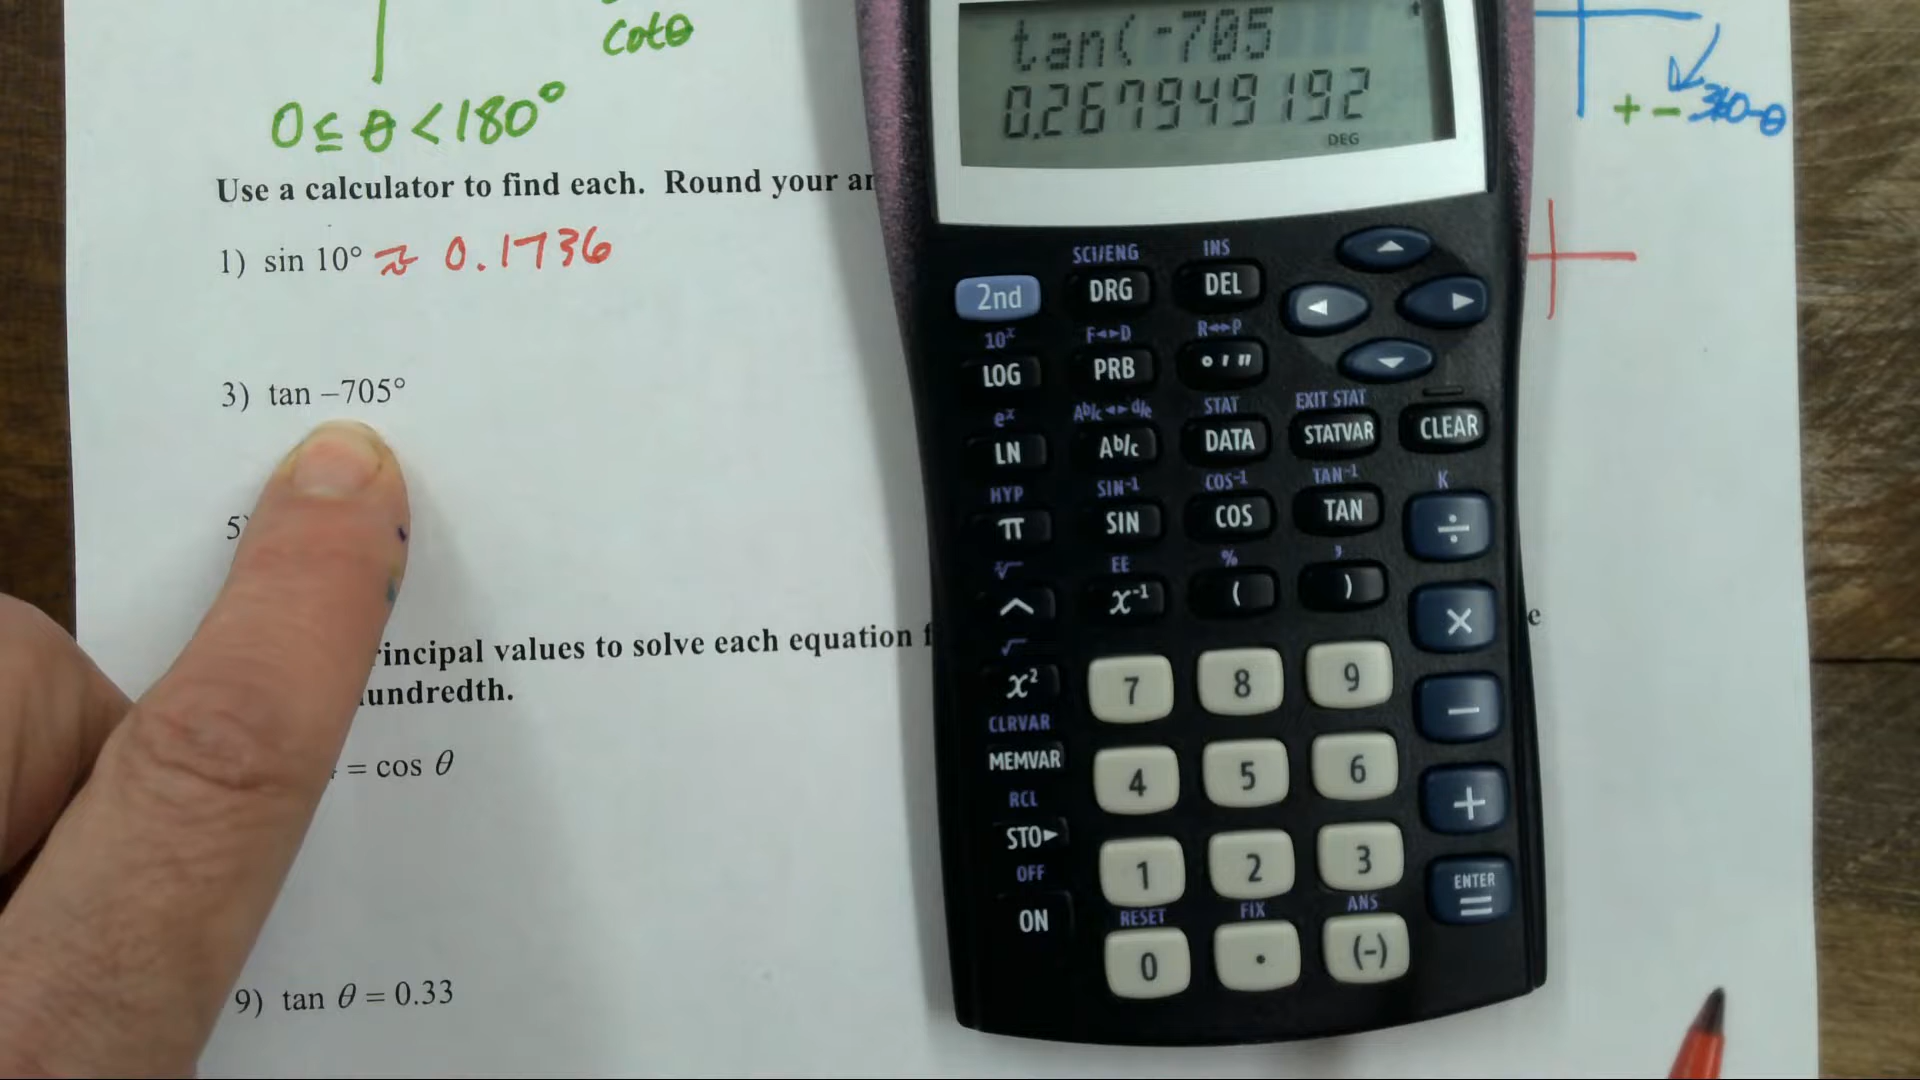 cotθ
0 ≤ θ < 180°
+ - 360-θ
Use a calculator to find each. Round your
1) sin 10° ≈ 0.1736
3) tan −705°
5)
incipal values to solve each equation
undredth.
= cos θ
9) tan θ = 0.33
tan(-705
0.267949192
DEG
SCI/ENG INS
2nd DRG DEL
10ˣ F◄►D R◄►P
LOG PRB ° ' "
eˣ Ab/c ◄► d/e STAT EXIT STAT
LN Ab/c DATA STATVAR CLEAR
HYP SIN⁻¹ COS⁻¹ TAN⁻¹ K
π SIN COS TAN ÷
ˣ√ EE % ,
^ x⁻¹ ( ) ×
√
x² 7 8 9 −
CLRVAR
MEMVAR 4 5 6 +
RCL
STO► 1 2 3
OFF ENTER
=
RESET FIX ANS
ON 0 . (-)